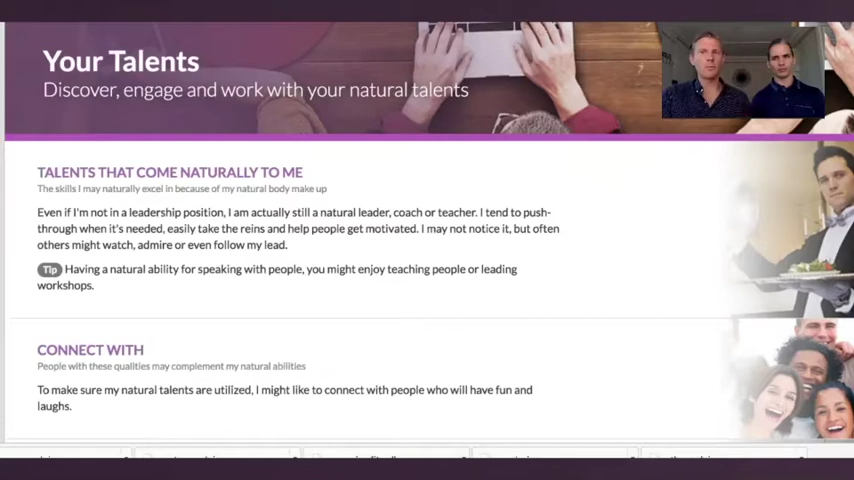 Your Talents
Discover, engage and work with your natural talents
TALENTS THAT COME NATURALLY TO ME
The skills I may naturally excel in because of my natural body make up
Even if I'm not in a leadership position, I am actually still a natural leader, coach or teacher. I tend to push-
through when it's needed, easily take the reins and help people get motivated. I may not notice it, but often
others might watch, admire or even follow my lead.
Tip Having a natural ability for speaking with people, you might enjoy teaching people or leading
workshops.
CONNECT WITH
People with these qualities may complement my natural abilities
To make sure my natural talents are utilized, I might like to connect with people who will have fun and
laughs.